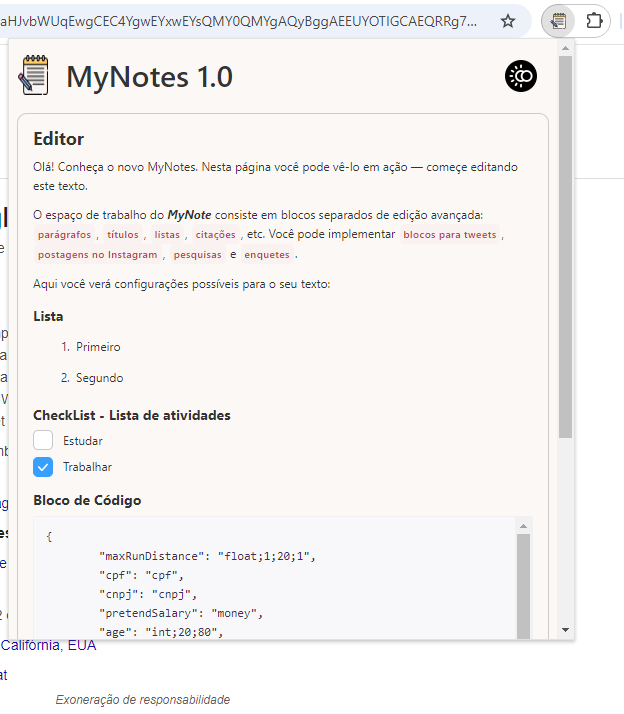 aHJvbWUqEwgCEC4YgwEYxwEYsQMY0QMYgAQyBggAEEUYOTIGCAEQRRg7...
MyNotes 1.0
Editor
Olá! Conheça o novo MyNotes. Nesta página você pode vê-lo em ação — comece editando
este texto.
O espaço de trabalho do MyNote consiste em blocos separados de edição avançada:
parágrafos , títulos , listas , citações , etc. Você pode implementar blocos para tweets ,
postagens no Instagram , pesquisas e enquetes .
Aqui você verá configurações possíveis para o seu texto:
Lista
1. Primeiro
2. Segundo
CheckList - Lista de atividades
Estudar
Trabalhar
Bloco de Código
{
"maxRunDistance": "float;1;20;1",
"cpf": "cpf",
"cnpj": "cnpj",
"pretendSalary": "money",
"age": "int;20;80",
Califórnia, EUA
Exoneração de responsabilidade